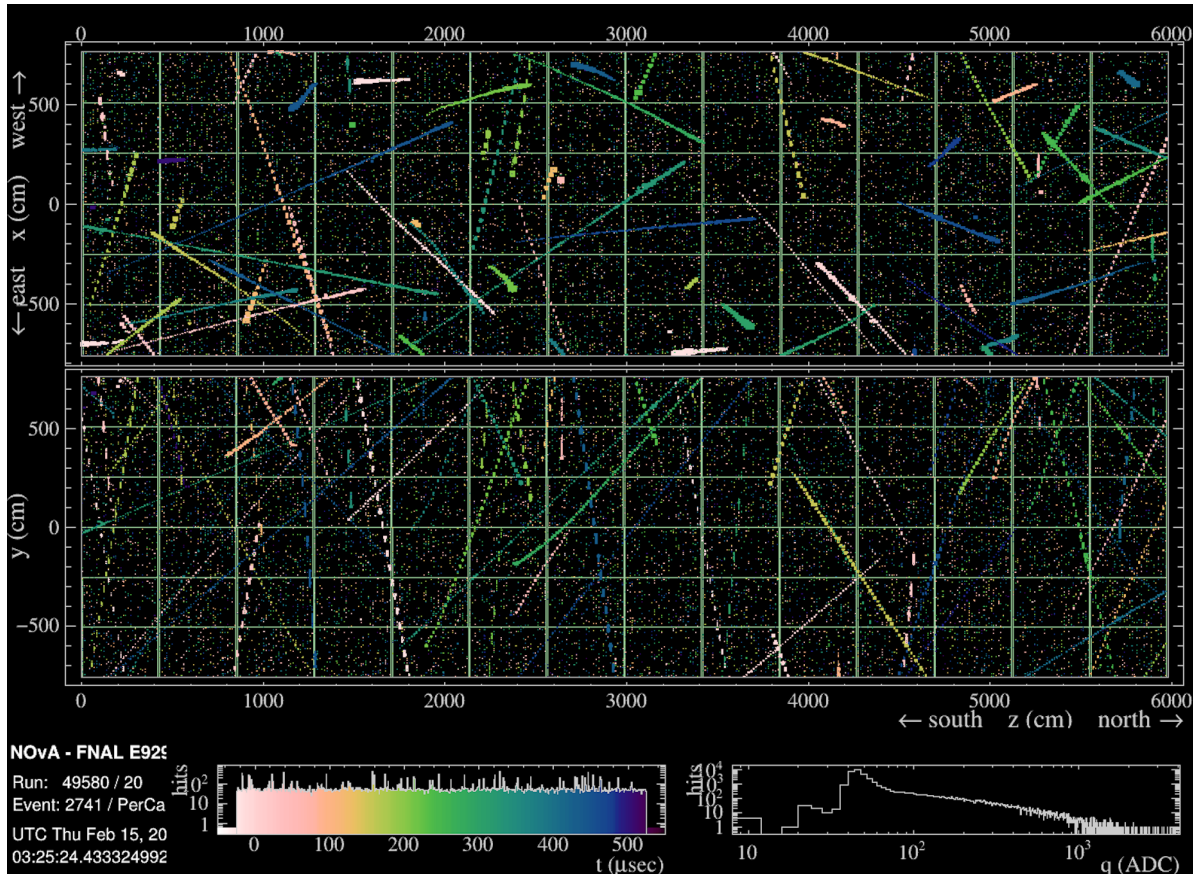 0 1000 2000 3000 4000 5000 6000
x (cm) west →
← east
500
0
−500
y (cm)
500
0
−500
0 1000 2000 3000 4000 5000 6000
← south z (cm) north →
NOvA - FNAL E929
Run: 49580 / 20
Event: 2741 / PerCa
UTC Thu Feb 15, 20
03:25:24.433324992
hits
10²
10
1
0 100 200 300 400 500
t (μsec)
hits
10⁴
10³
10²
10
1
10 10² 10³
q (ADC)